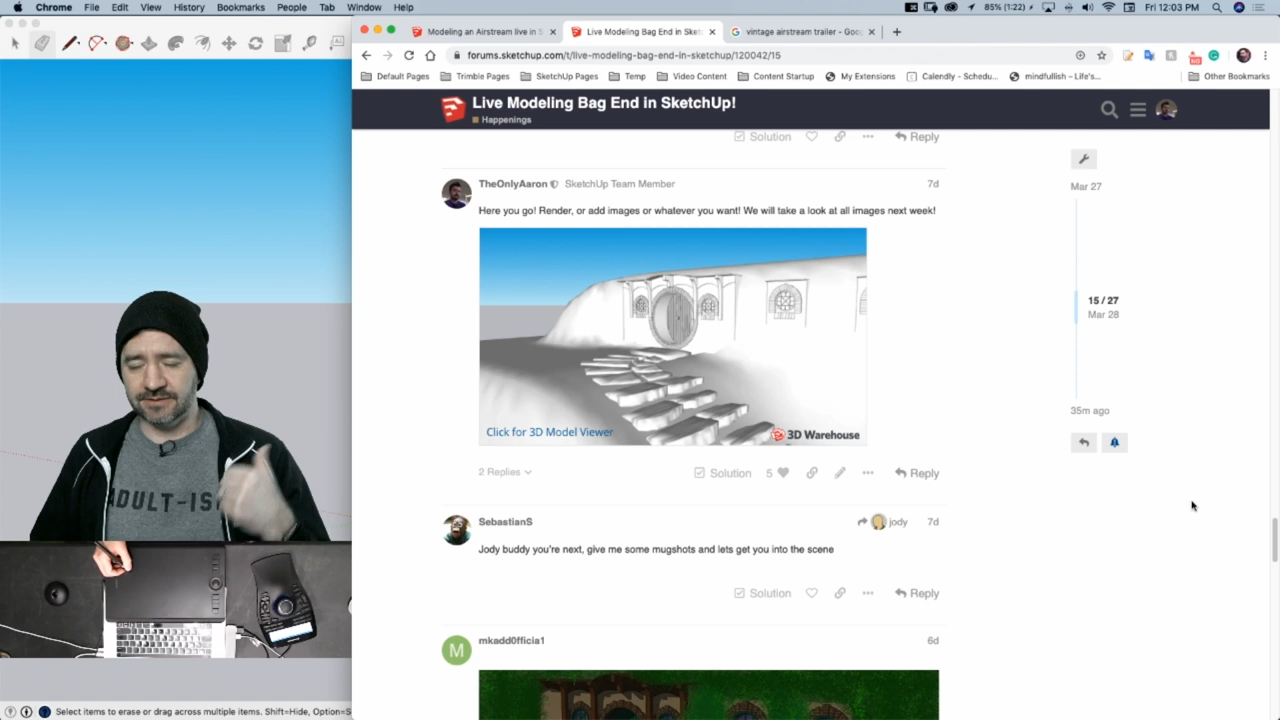 Chrome File Edit View History Bookmarks People Tab Window Help
85% (1:22) Fri 12:03 PM
Modeling an Airstream live in S
Live Modeling Bag End in Sket
vintage airstream trailer - Goo
forums.sketchup.com/t/live-modeling-bag-end-in-sketchup/120042/15
Default Pages Trimble Pages SketchUp Pages Temp Video Content Content Startup My Extensions Calendly - Schedu... mindfullish – Life's... Other Bookmarks
Live Modeling Bag End in SketchUp!
Happenings
Solution Reply
TheOnlyAaron SketchUp Team Member 7d
Mar 27
Here you go! Render, or add images or whatever you want! We will take a look at all images next week!
15 / 27
Mar 28
35m ago
Click for 3D Model Viewer
3D Warehouse
2 Replies Solution 5 Reply
ADULT-IS
SebastianS jody 7d
Jody buddy you're next, give me some mugshots and lets get you into the scene
Solution Reply
M mkadd0fficia1 6d
Select items to erase or drag across multiple items. Shift=Hide, Option=S